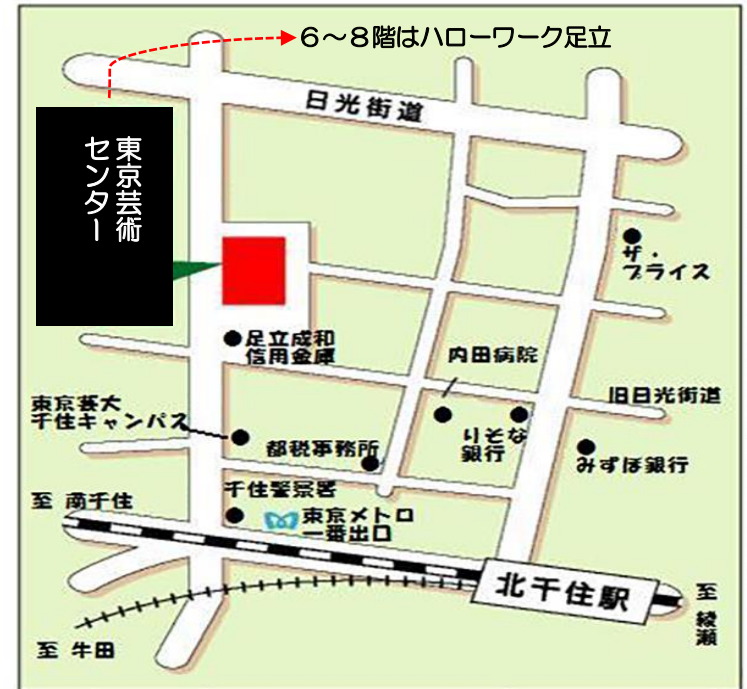 6～8階はハローワーク足立
日光街道
東京芸術
センター
ザ・
プライス
足立成和
信用金庫
内田病院
旧日光街道
東京芸大
千住キャンパス
都税事務所
りそな
銀行
みずほ銀行
千住警察署
至 南千住
東京メトロ
一番出口
北千住駅
至 綾瀬
至 牛田